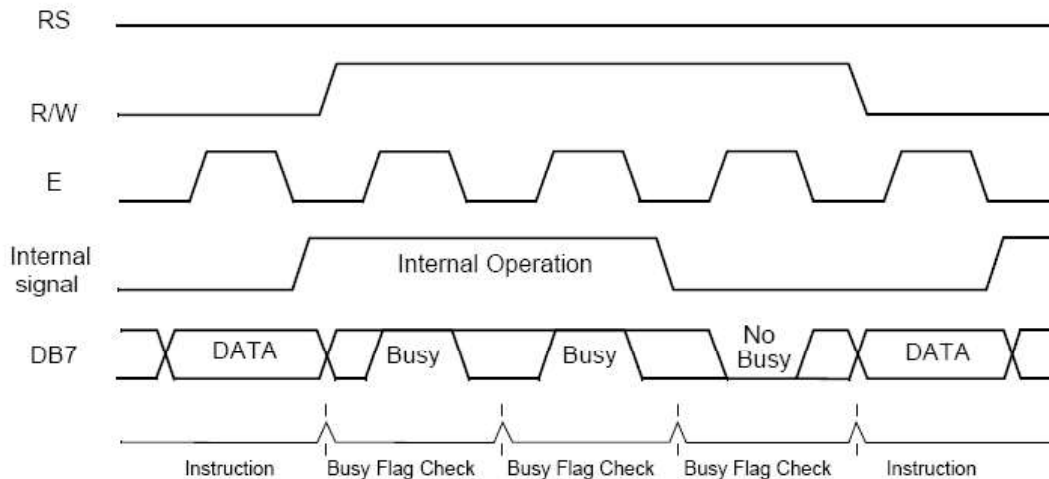 RS
R/W
E
Internal
signal
Internal Operation
DB7
DATA
Busy
Busy
No
Busy
DATA
Instruction
Busy Flag Check
Busy Flag Check
Busy Flag Check
Instruction